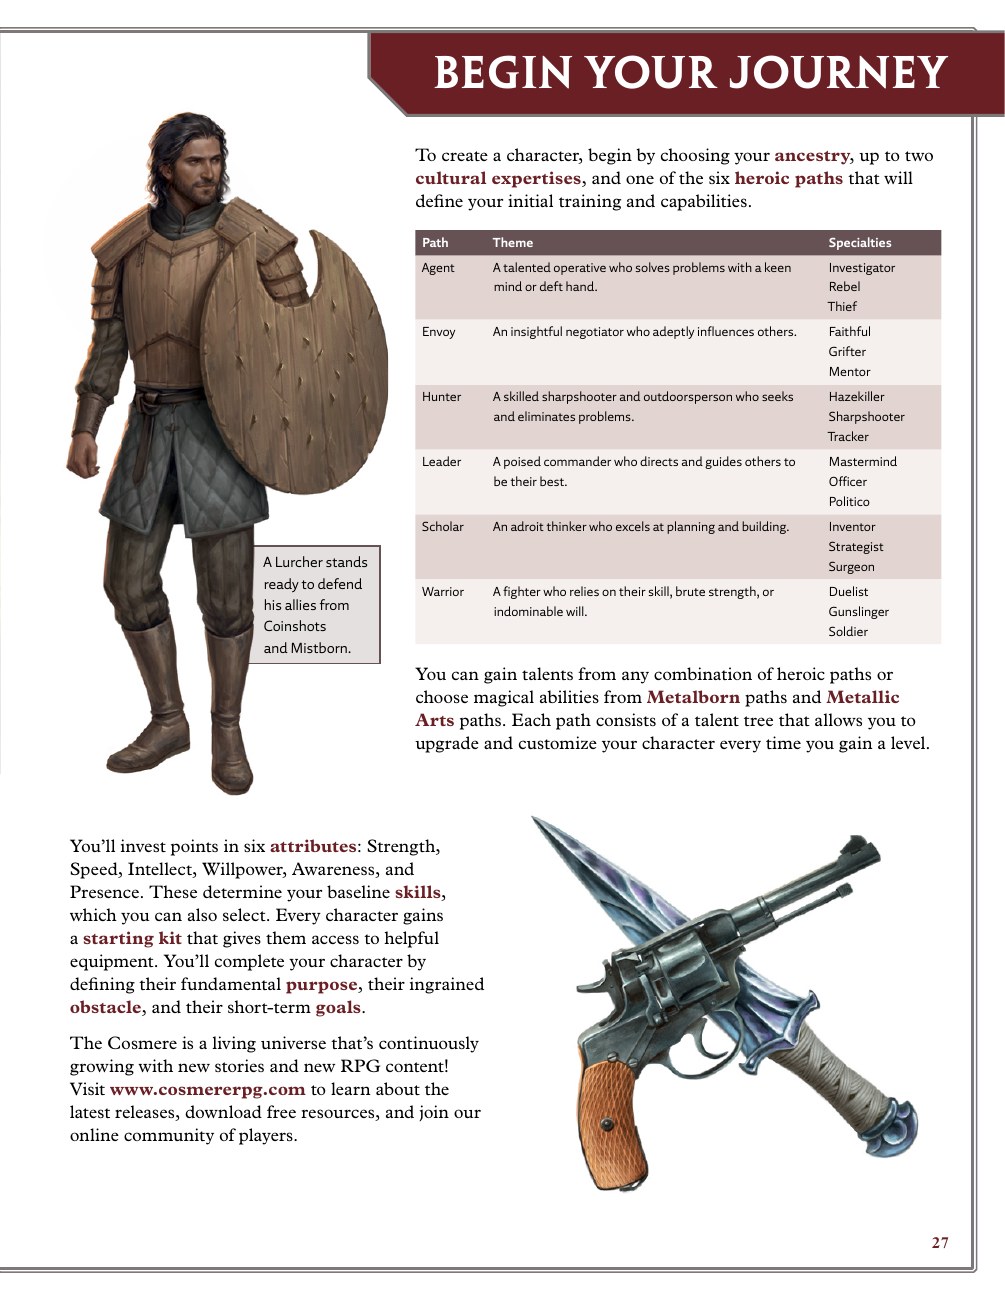 BEGIN YOUR JOURNEY
To create a character, begin by choosing your ancestry, up to two
cultural expertises, and one of the six heroic paths that will
define your initial training and capabilities.
Path Theme Specialties
Agent A talented operative who solves problems with a keen Investigator
mind or deft hand. Rebel
Thief
Envoy An insightful negotiator who adeptly influences others. Faithful
Grifter
Mentor
Hunter A skilled sharpshooter and outdoorsperson who seeks Hazekiller
and eliminates problems. Sharpshooter
Tracker
Leader A poised commander who directs and guides others to Mastermind
be their best. Officer
Politico
Scholar An adroit thinker who excels at planning and building. Inventor
Strategist
Surgeon
Warrior A fighter who relies on their skill, brute strength, or Duelist
indominable will. Gunslinger
Soldier
A Lurcher stands
ready to defend
his allies from
Coinshots
and Mistborn.
You can gain talents from any combination of heroic paths or
choose magical abilities from Metalborn paths and Metallic
Arts paths. Each path consists of a talent tree that allows you to
upgrade and customize your character every time you gain a level.
You'll invest points in six attributes: Strength,
Speed, Intellect, Willpower, Awareness, and
Presence. These determine your baseline skills,
which you can also select. Every character gains
a starting kit that gives them access to helpful
equipment. You'll complete your character by
defining their fundamental purpose, their ingrained
obstacle, and their short-term goals.
The Cosmere is a living universe that's continuously
growing with new stories and new RPG content!
Visit www.cosmererpg.com to learn about the
latest releases, download free resources, and join our
online community of players.
27